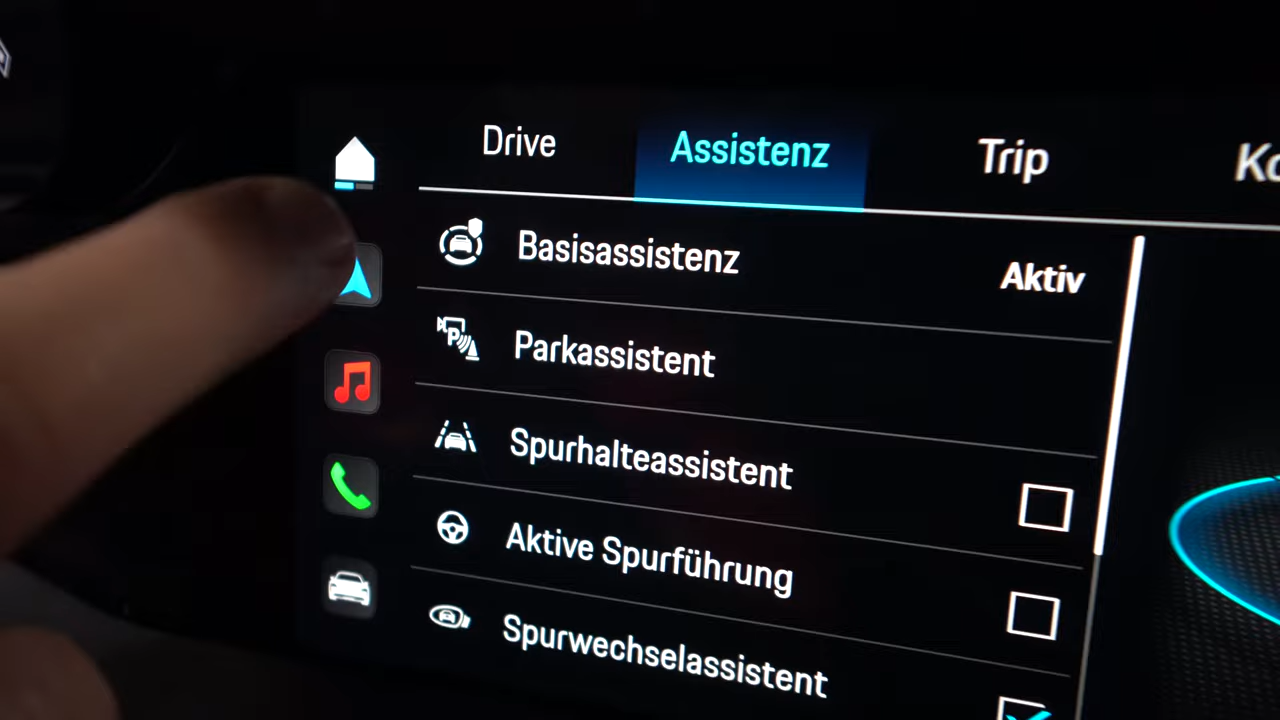 Drive
Assistenz
Trip
Basisassistenz
Aktiv
Parkassistent
Spurhalteassistent
Aktive Spurführung
Spurwechselassistent